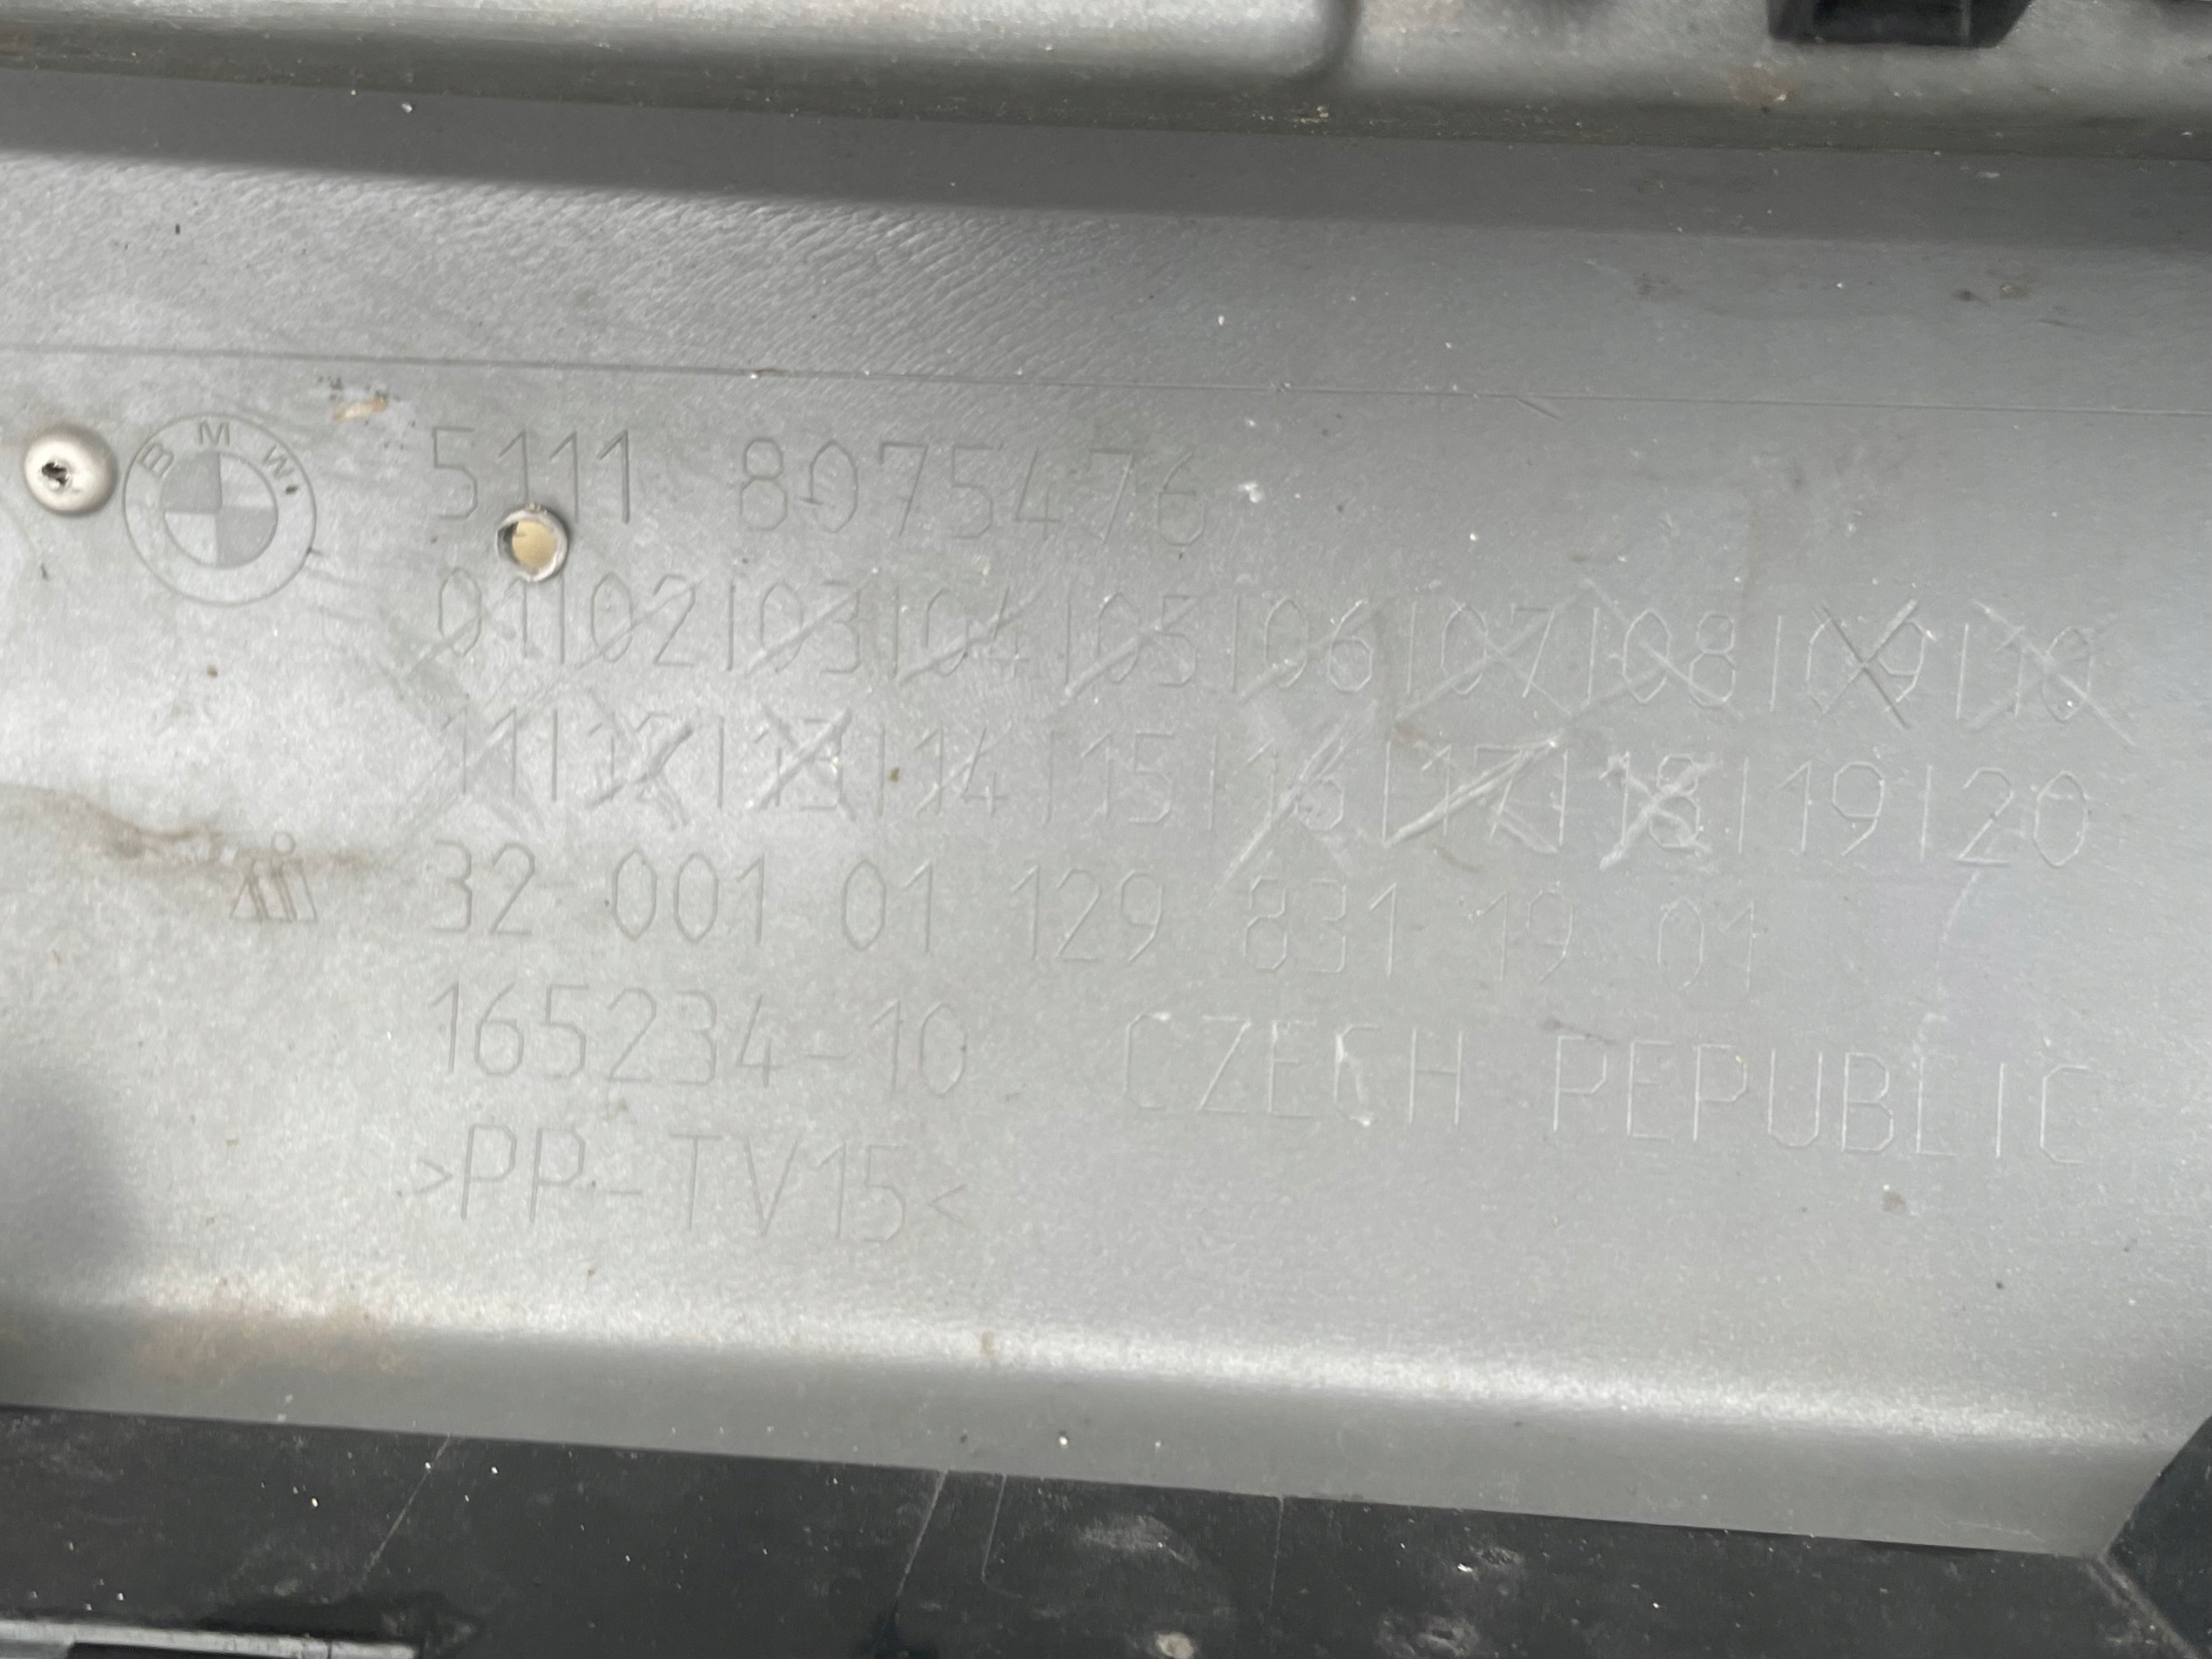 BMW
5111 8075476
01|02|03|04|05|06|07|08|09|10
11|12|13|14|15|16|17|18|19|20
32 001 01 129 831 19 01
165234-10 CZECH REPUBLIC
>PP-TV15<